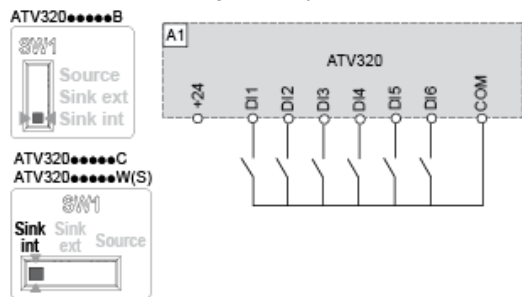 ATV320●●●●●B
SW1
Source
Sink ext
Sink int
ATV320●●●●●C
ATV320●●●●●W(S)
SW1
Sink int
Sink ext
Source
A1
ATV320
+24
DI1
DI2
DI3
DI4
DI5
DI6
COM